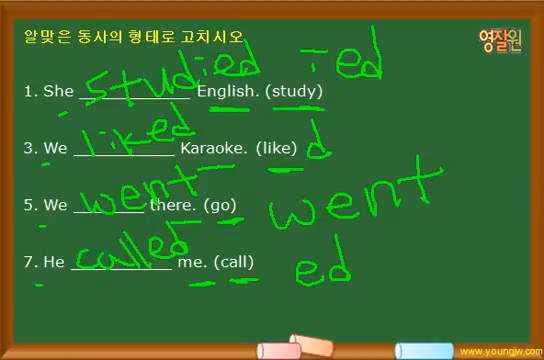 알맞은 동사의 형태로 고치시오
영잘원
1. She studied English. (study) ied
3. We liked Karaoke. (like) d
5. We went there. (go) went
7. He called me. (call) ed
www.youngjw.com